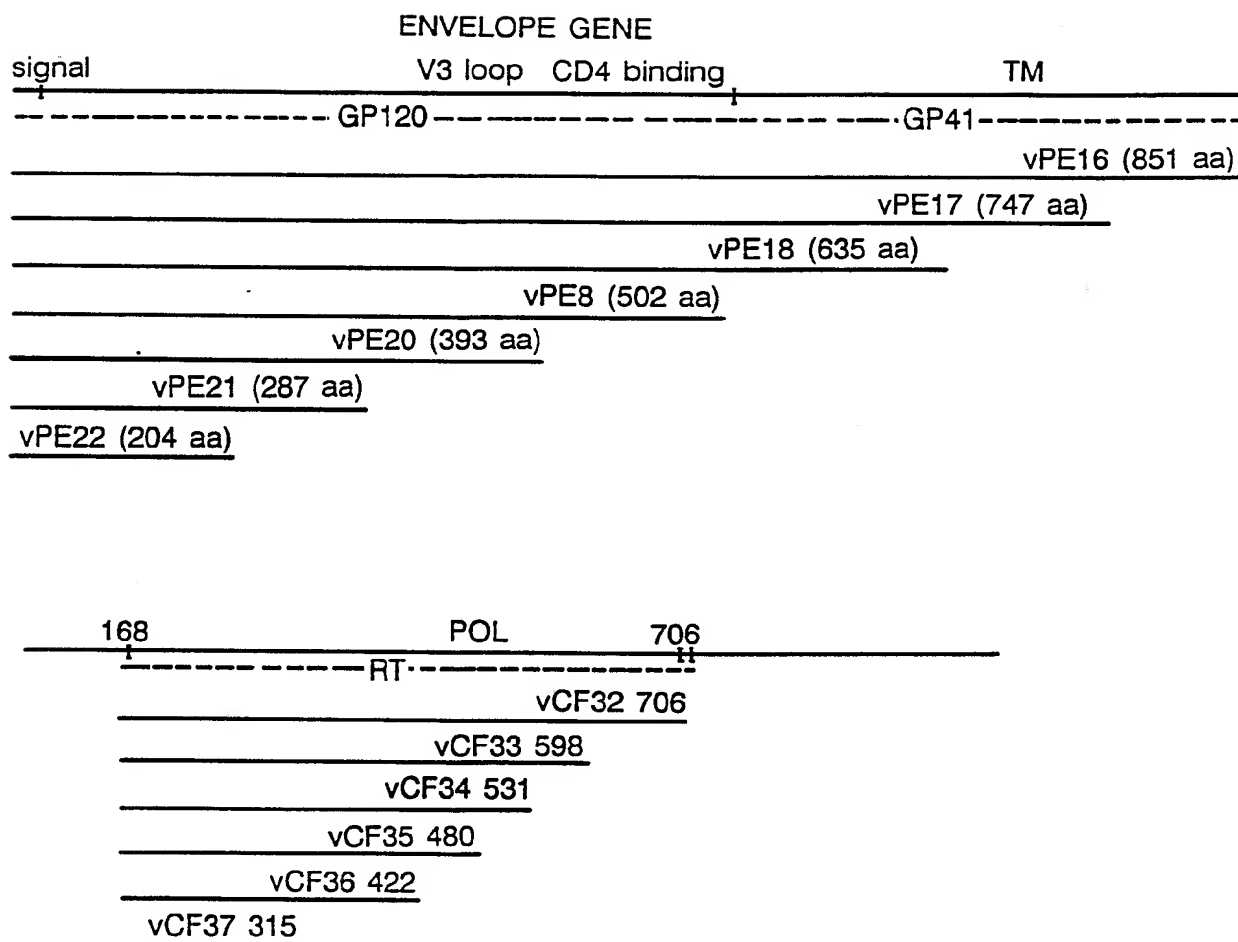 ENVELOPE GENE
signal V3 loop CD4 binding TM
GP120 GP41
vPE16 (851 aa)
vPE17 (747 aa)
vPE18 (635 aa)
vPE8 (502 aa)
vPE20 (393 aa)
vPE21 (287 aa)
vPE22 (204 aa)
168 POL 706
RT
vCF32 706
vCF33 598
vCF34 531
vCF35 480
vCF36 422
vCF37 315